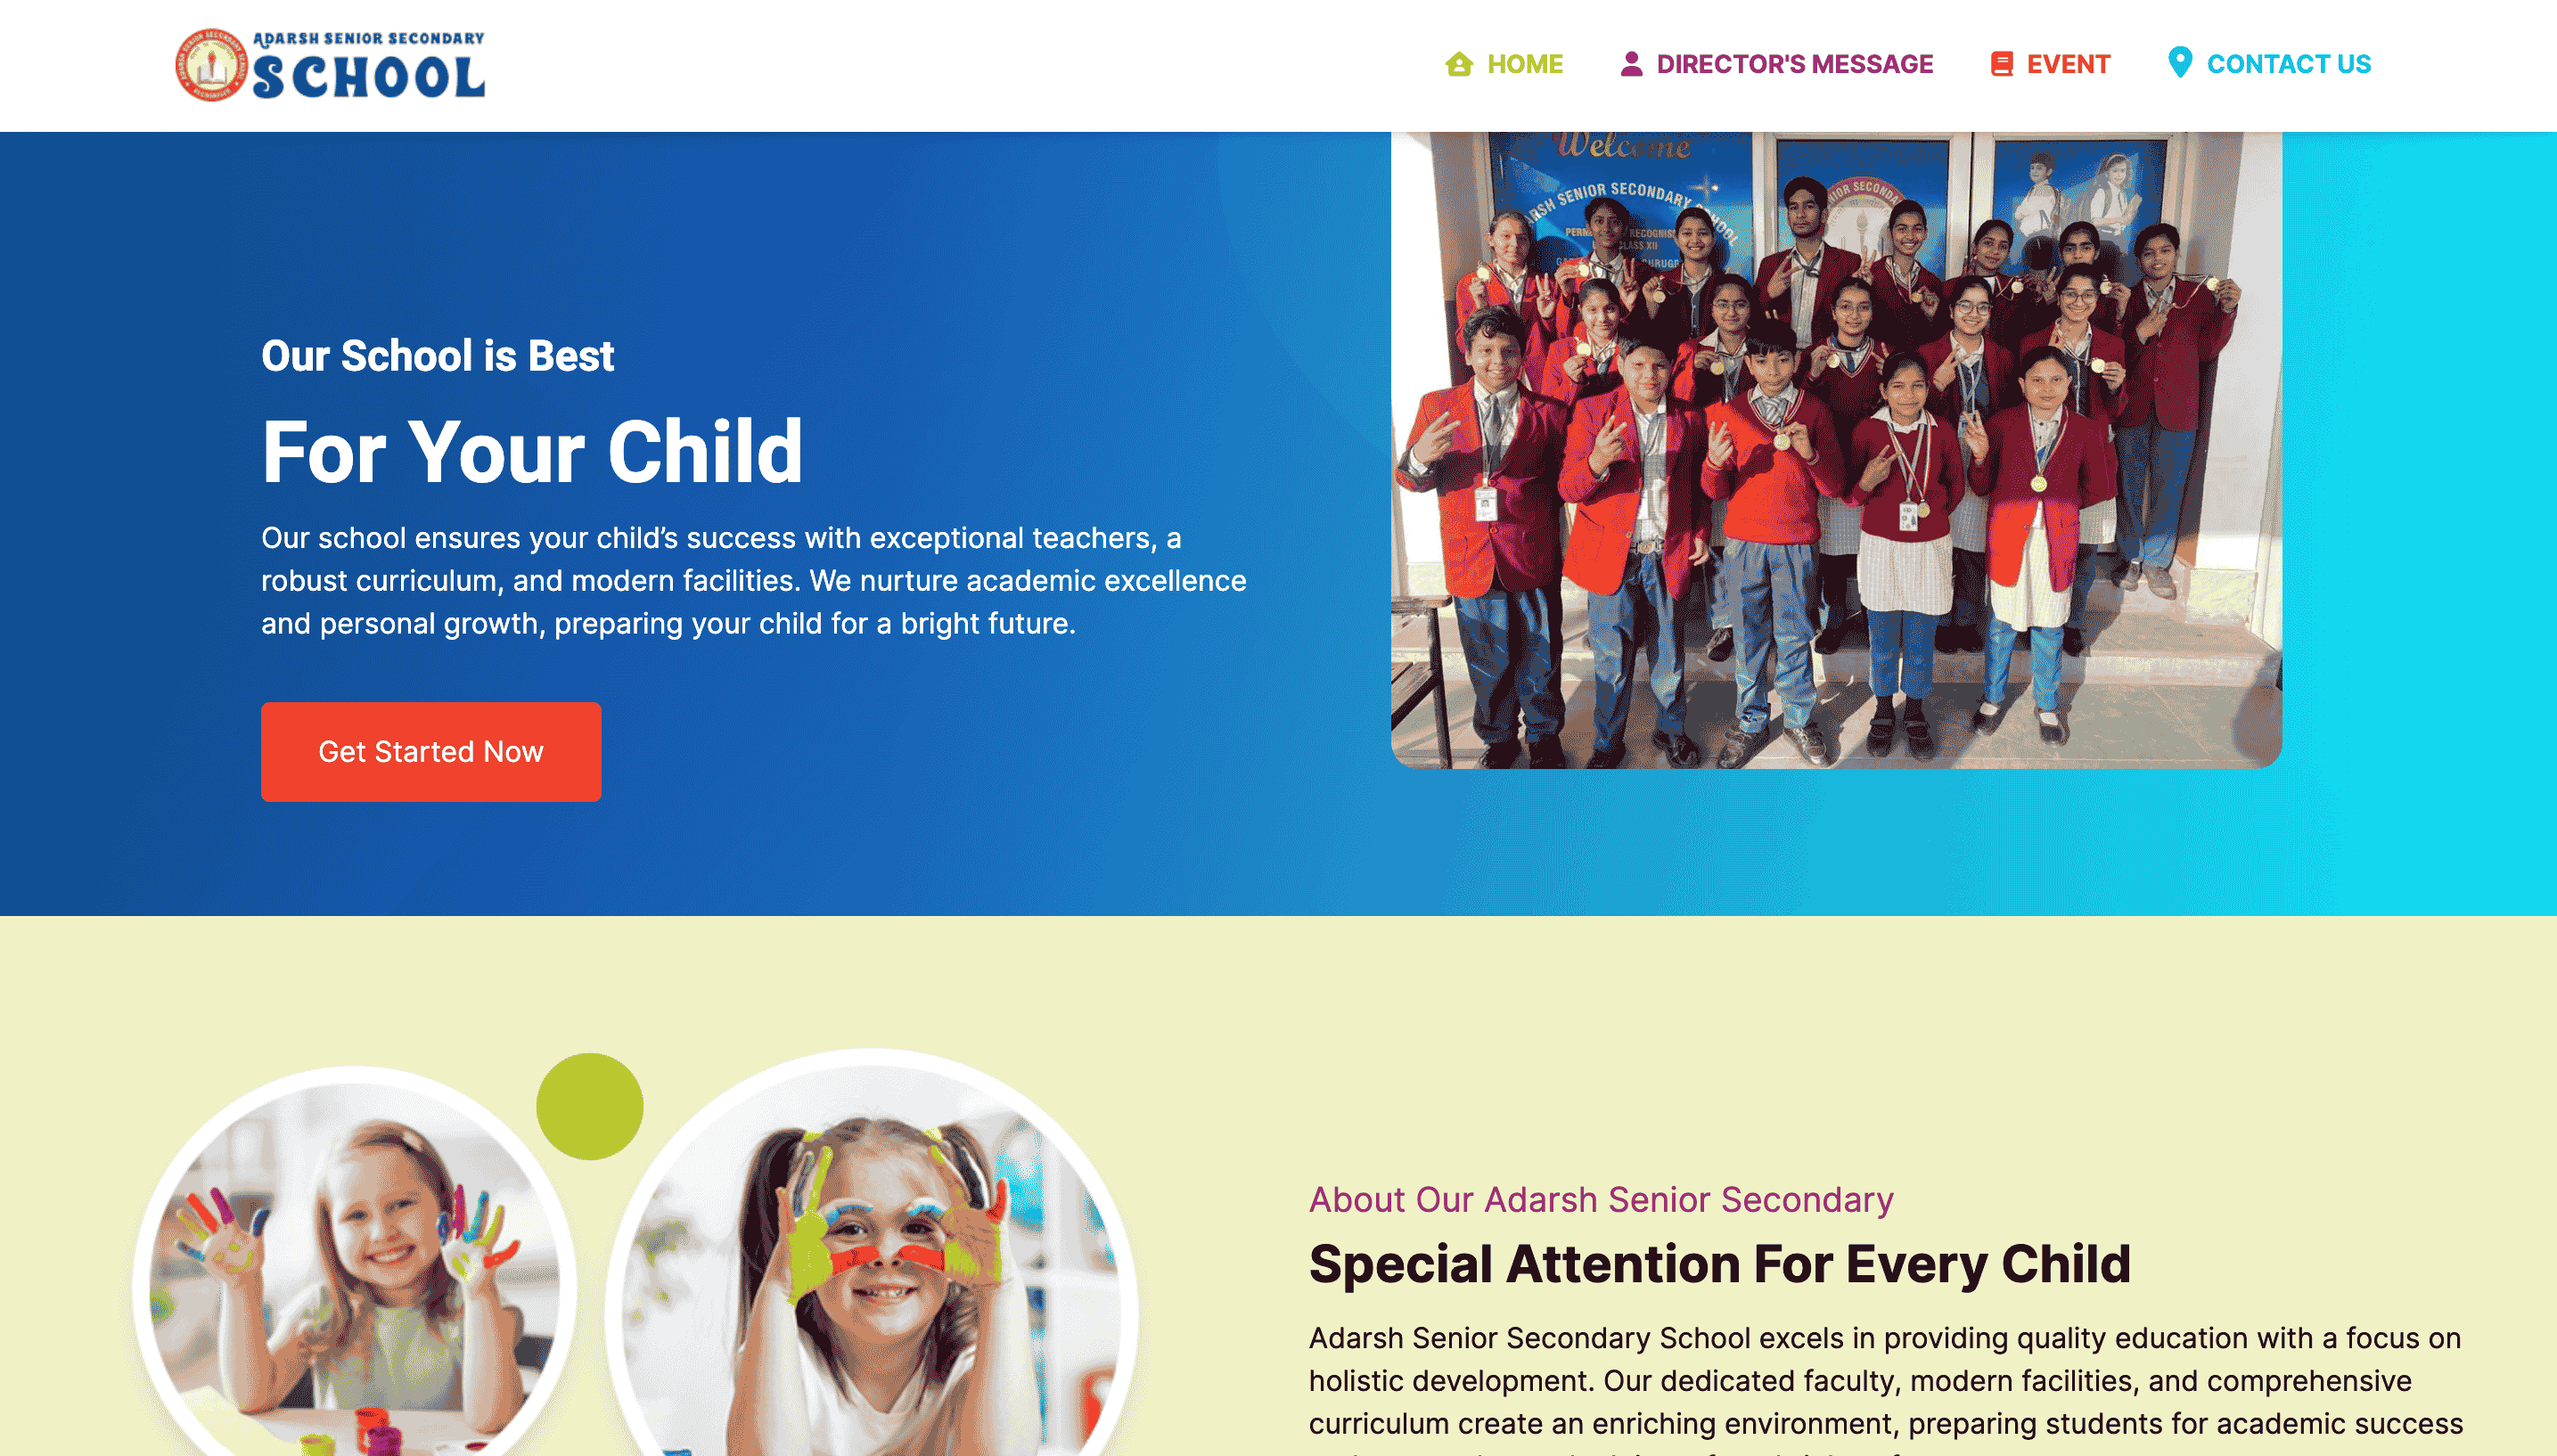 ADARSH SENIOR SECONDARY
SCHOOL
HOME
DIRECTOR'S MESSAGE
EVENT
CONTACT US
Welcome
SENIOR SECONDARY SCHOOL
RECOGNIS
CLASS XII
Our School is Best
For Your Child
Our school ensures your child’s success with exceptional teachers, a
robust curriculum, and modern facilities. We nurture academic excellence
and personal growth, preparing your child for a bright future.
Get Started Now
About Our Adarsh Senior Secondary
Special Attention For Every Child
Adarsh Senior Secondary School excels in providing quality education with a focus on
holistic development. Our dedicated faculty, modern facilities, and comprehensive
curriculum create an enriching environment, preparing students for academic success